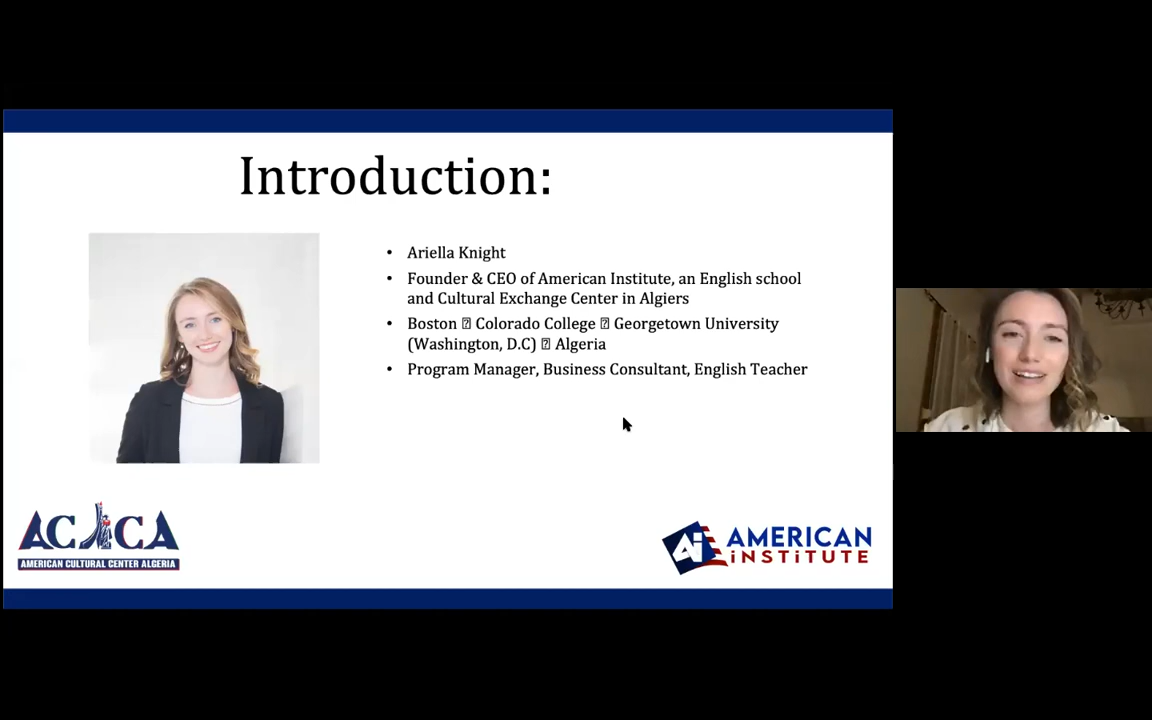 Introduction:
• Ariella Knight
• Founder & CEO of American Institute, an English school
and Cultural Exchange Center in Algiers
• Boston ⍰ Colorado College ⍰ Georgetown University
(Washington, D.C) ⍰ Algeria
• Program Manager, Business Consultant, English Teacher
ACCA
AMERICAN CULTURAL CENTER ALGERIA
Ai AMERICAN
INSTITUTE